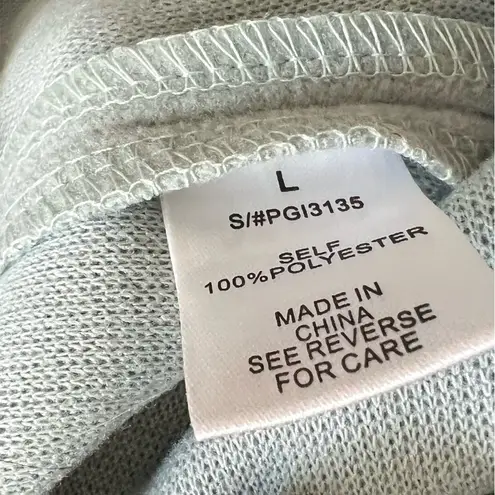 L
S/#PGI3135
SELF
100%POLYESTER
MADE IN
CHINA
SEE REVERSE
FOR CARE